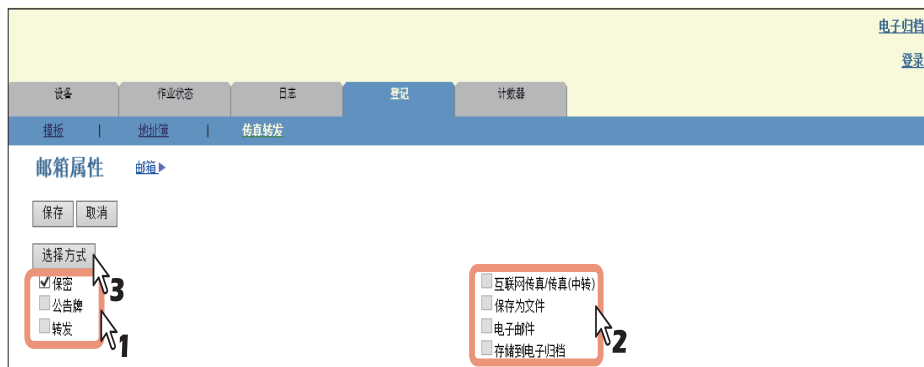 电子归档
登录
设备 作业状态 日志 登记 计数器
模板 | 地址簿 | 传真转发
邮箱属性 邮箱
保存 取消
选择方式
3
保密
公告牌
转发
1
互联网传真/传真(中转)
保存为文件
电子邮件
存储到电子归档
2